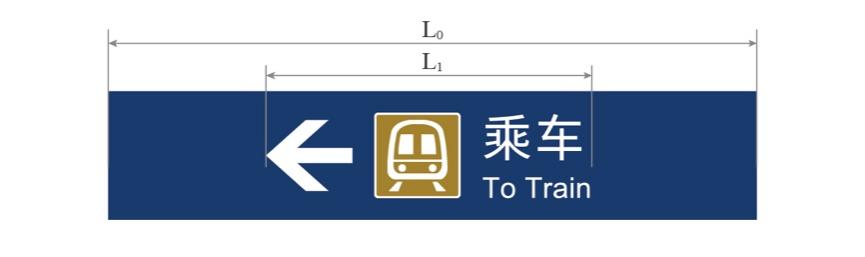 L₀
L₁
乘车
To Train